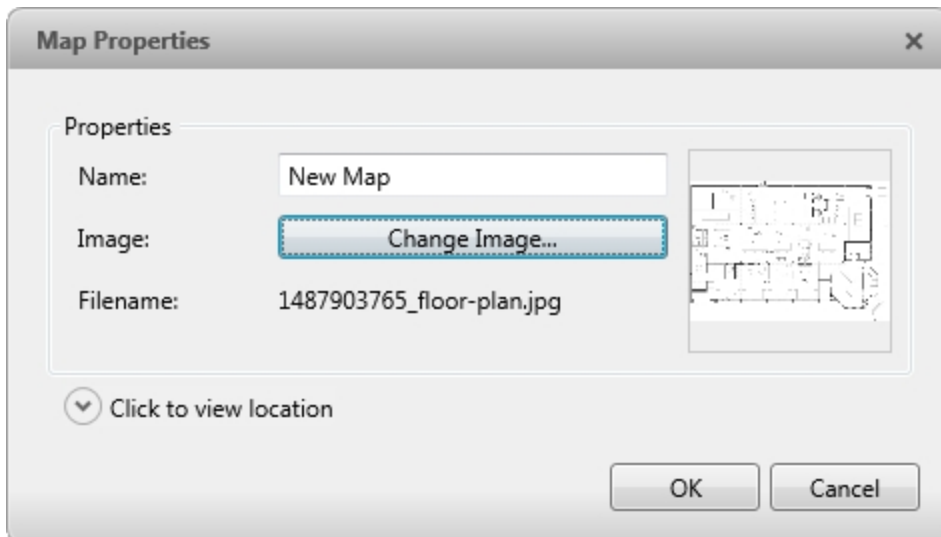 Map Properties
Properties
Name: New Map
Image: Change Image...
Filename: 1487903765_floor-plan.jpg
Click to view location
OK Cancel